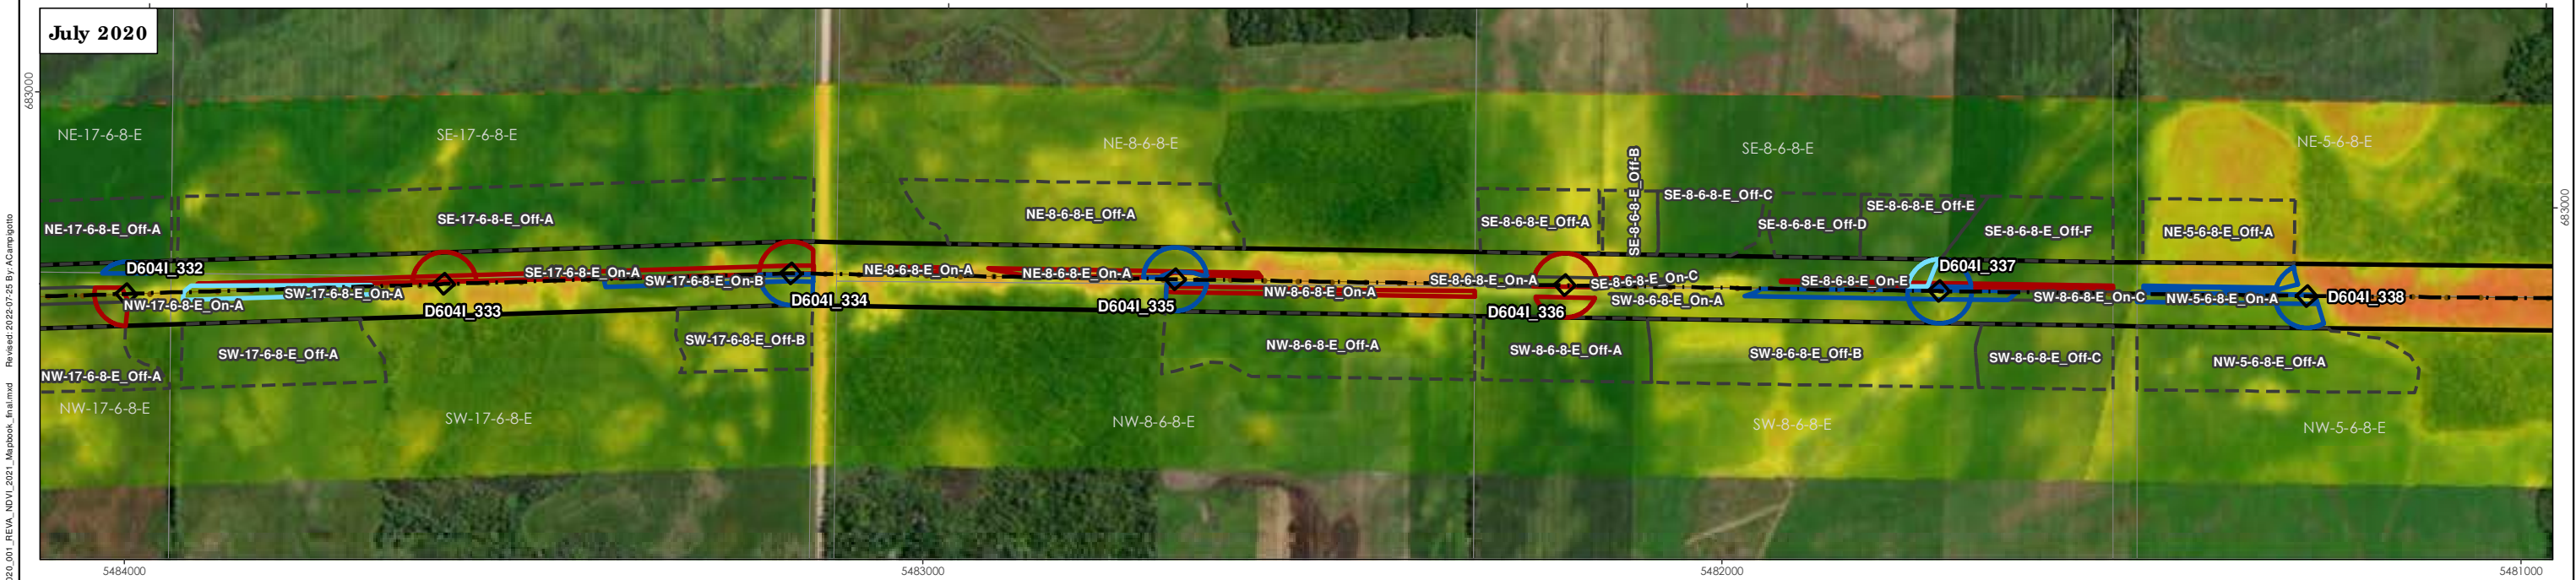 July 2020
683000
683000
NE-17-6-8-E
SE-17-6-8-E
NE-8-6-8-E
SE-8-6-8-E
NE-5-6-8-E
NE-17-6-8-E_Off-A
SE-17-6-8-E_Off-A
NE-8-6-8-E_Off-A
SE-8-6-8-E_Off-A
SE-8-6-8-E_Off-B
SE-8-6-8-E_Off-C
SE-8-6-8-E_Off-D
SE-8-6-8-E_Off-E
SE-8-6-8-E_Off-F
NE-5-6-8-E_Off-A
D604I_332
NW-17-6-8-E_On-A
SW-17-6-8-E_On-A
D604I_333
SE-17-6-8-E_On-A
SW-17-6-8-E_On-B
D604I_334
NE-8-6-8-E_On-A
NE-8-6-8-E_On-A
D604I_335
NW-8-6-8-E_On-A
SE-8-6-8-E_On-A
D604I_336
SE-8-6-8-E_On-C
SW-8-6-8-E_On-A
SE-8-6-8-E_On-E
D604I_337
SW-8-6-8-E_On-C
NW-5-6-8-E_On-A
D604I_338
NW-17-6-8-E_Off-A
SW-17-6-8-E_Off-A
SW-17-6-8-E_Off-B
NW-8-6-8-E_Off-A
SW-8-6-8-E_Off-A
SW-8-6-8-E_Off-B
SW-8-6-8-E_Off-C
NW-5-6-8-E_Off-A
NW-17-6-8-E
SW-17-6-8-E
NW-8-6-8-E
SW-8-6-8-E
NW-5-6-8-E
5484000
5483000
5482000
5481000
020_001_REVA_NDVI_2021_Mapbook_final.mxd Revised: 2022-07-25 By: ACampigotto